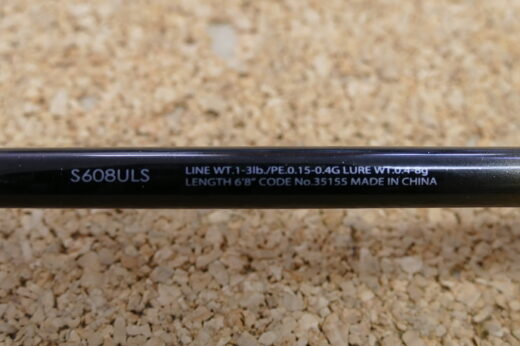 S608ULS
LINE WT.1-3lb./PE.0.15-0.4G LURE WT.0.4-8g
LENGTH 6'8" CODE No.35155 MADE IN CHINA